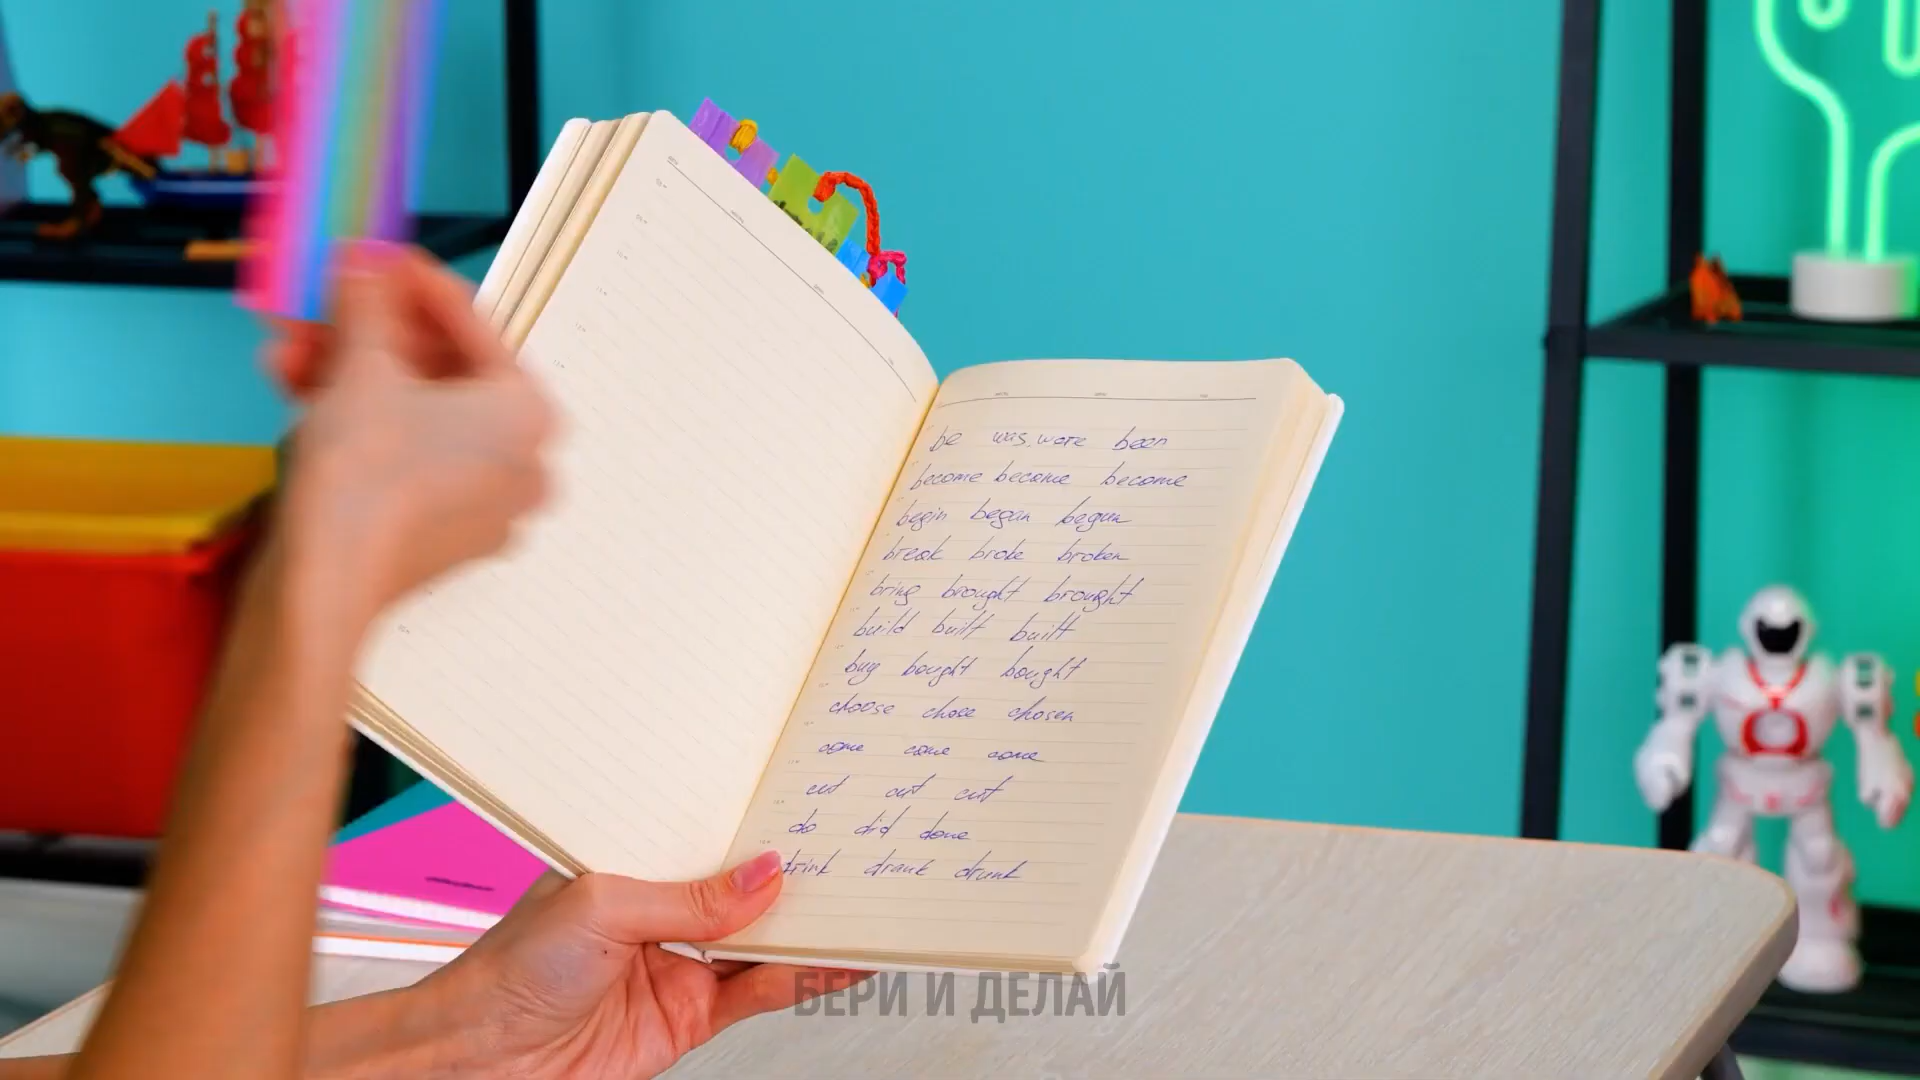 be was, were been
become became become
begin began begun
break broke broken
bring brought brought
build built built
buy bought bought
choose chose chosen
come came come
cut cut cut
do did done
drink drank drunk
БЕРИ И ДЕЛАЙ